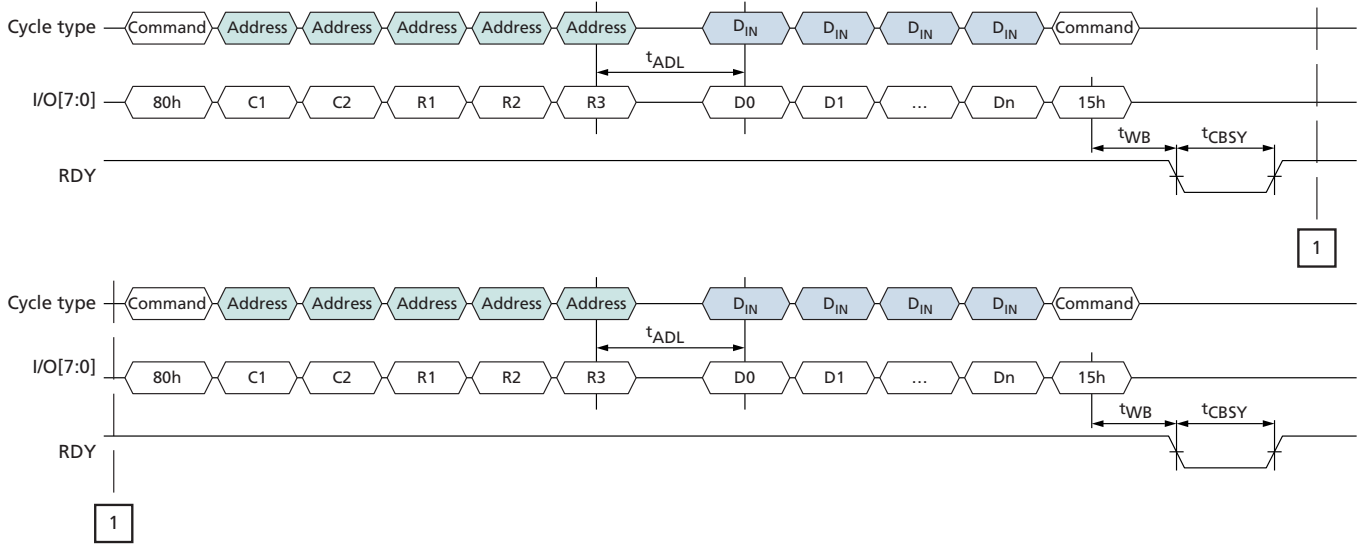 Cycle type Command Address Address Address Address Address DIN DIN DIN DIN Command
tADL
I/O[7:0] 80h C1 C2 R1 R2 R3 D0 D1 … Dn 15h
tWB tCBSY
RDY
1
Cycle type Command Address Address Address Address Address DIN DIN DIN DIN Command
tADL
I/O[7:0] 80h C1 C2 R1 R2 R3 D0 D1 … Dn 15h
tWB tCBSY
RDY
1